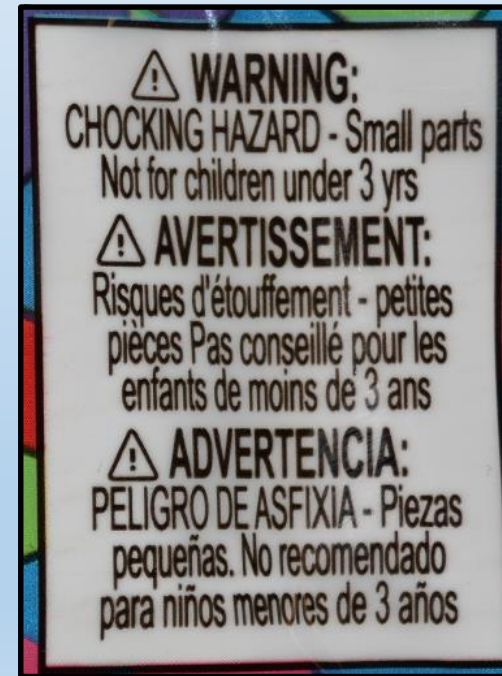 ⚠ WARNING:
CHOCKING HAZARD - Small parts
Not for children under 3 yrs
⚠ AVERTISSEMENT:
Risques d'étouffement - petites
pièces Pas conseillé pour les
enfants de moins de 3 ans
⚠ ADVERTENCIA:
PELIGRO DE ASFIXIA - Piezas
pequeñas. No recomendado
para niños menores de 3 años